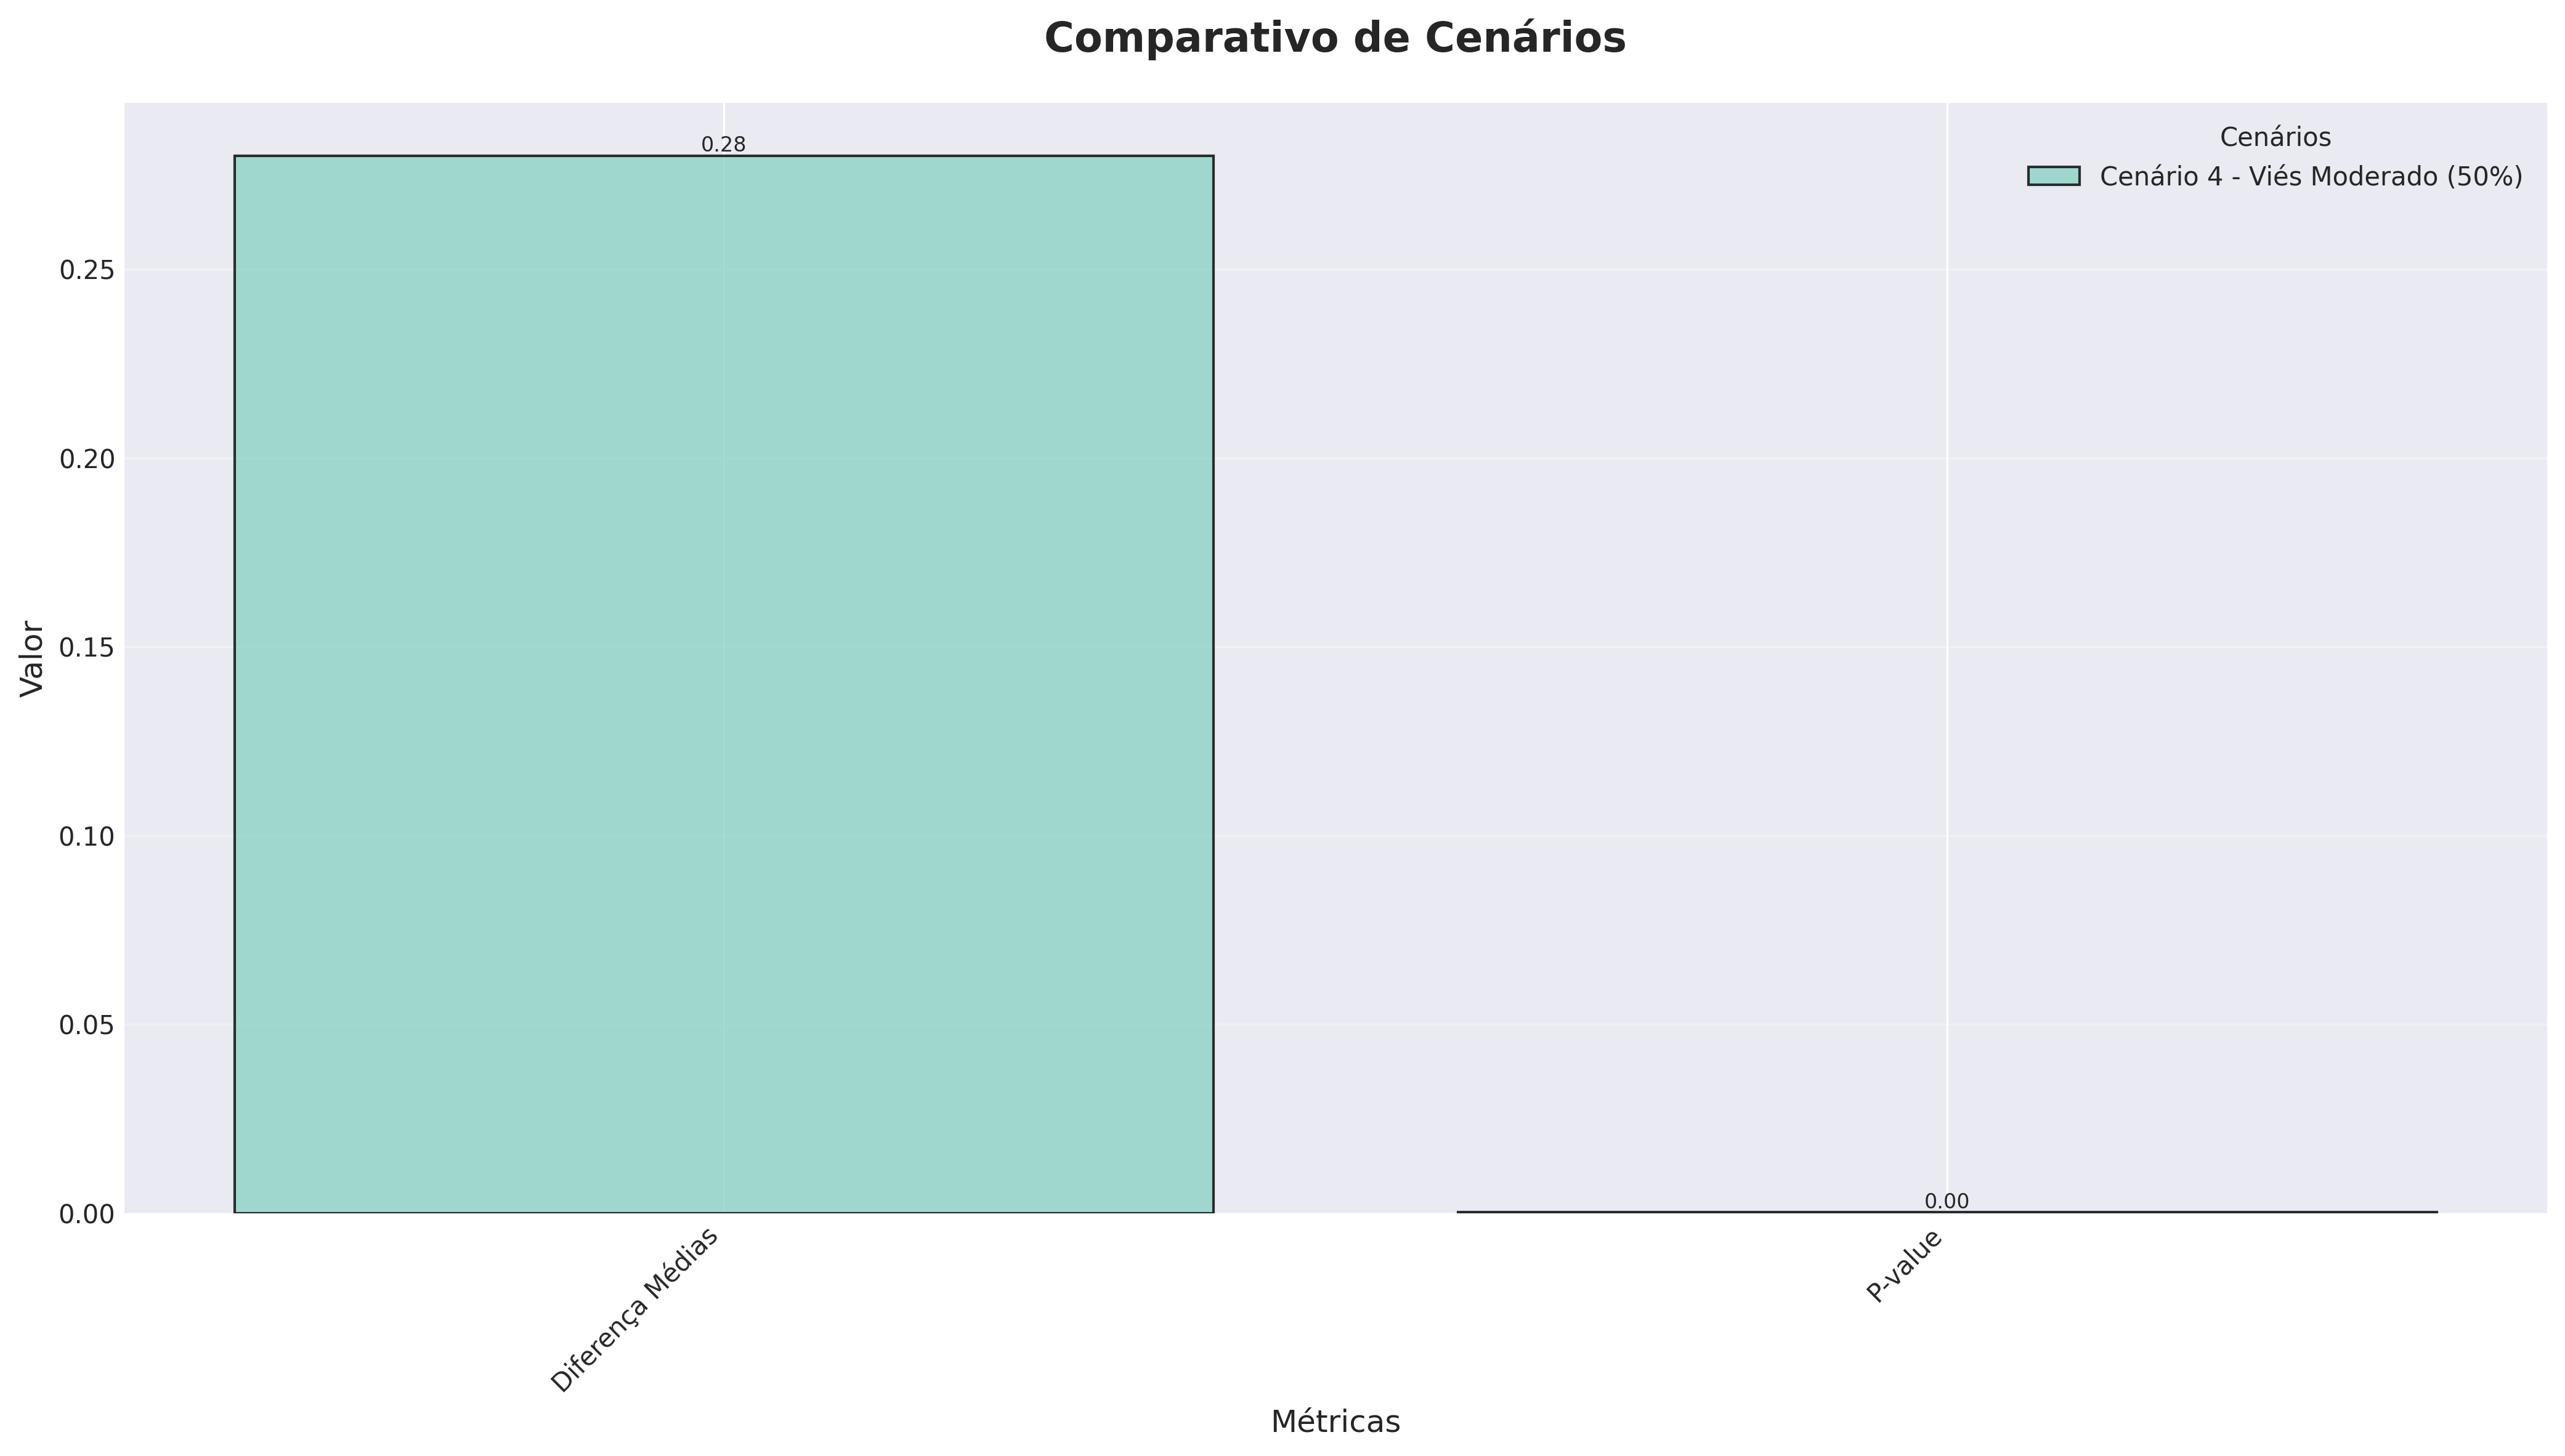 Comparativo de Cenários
Cenários
Cenário 4 - Viés Moderado (50%)
0.28
0.25
0.20
0.15
0.10
0.05
0.00
0.00
Valor
Diferença Médias
P-value
Métricas